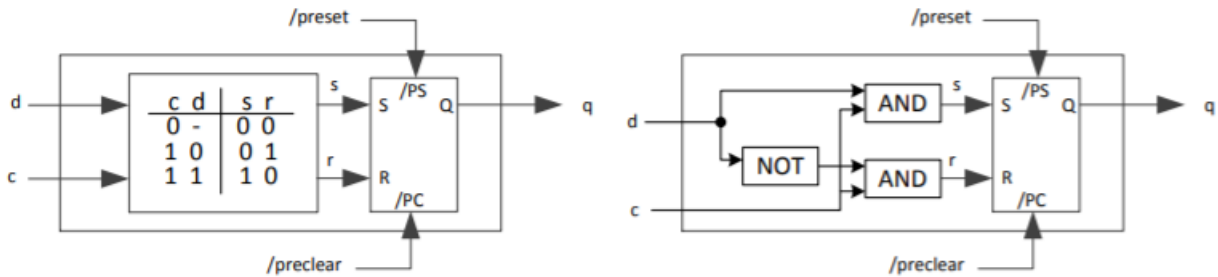 /preset
d
c
c d s r
0 - 0 0
1 0 0 1
1 1 1 0
s
r
S
R
/PS
Q
/PC
q
/preclear
/preset
d
c
NOT
AND
AND
s
r
S
R
/PS
Q
/PC
q
/preclear